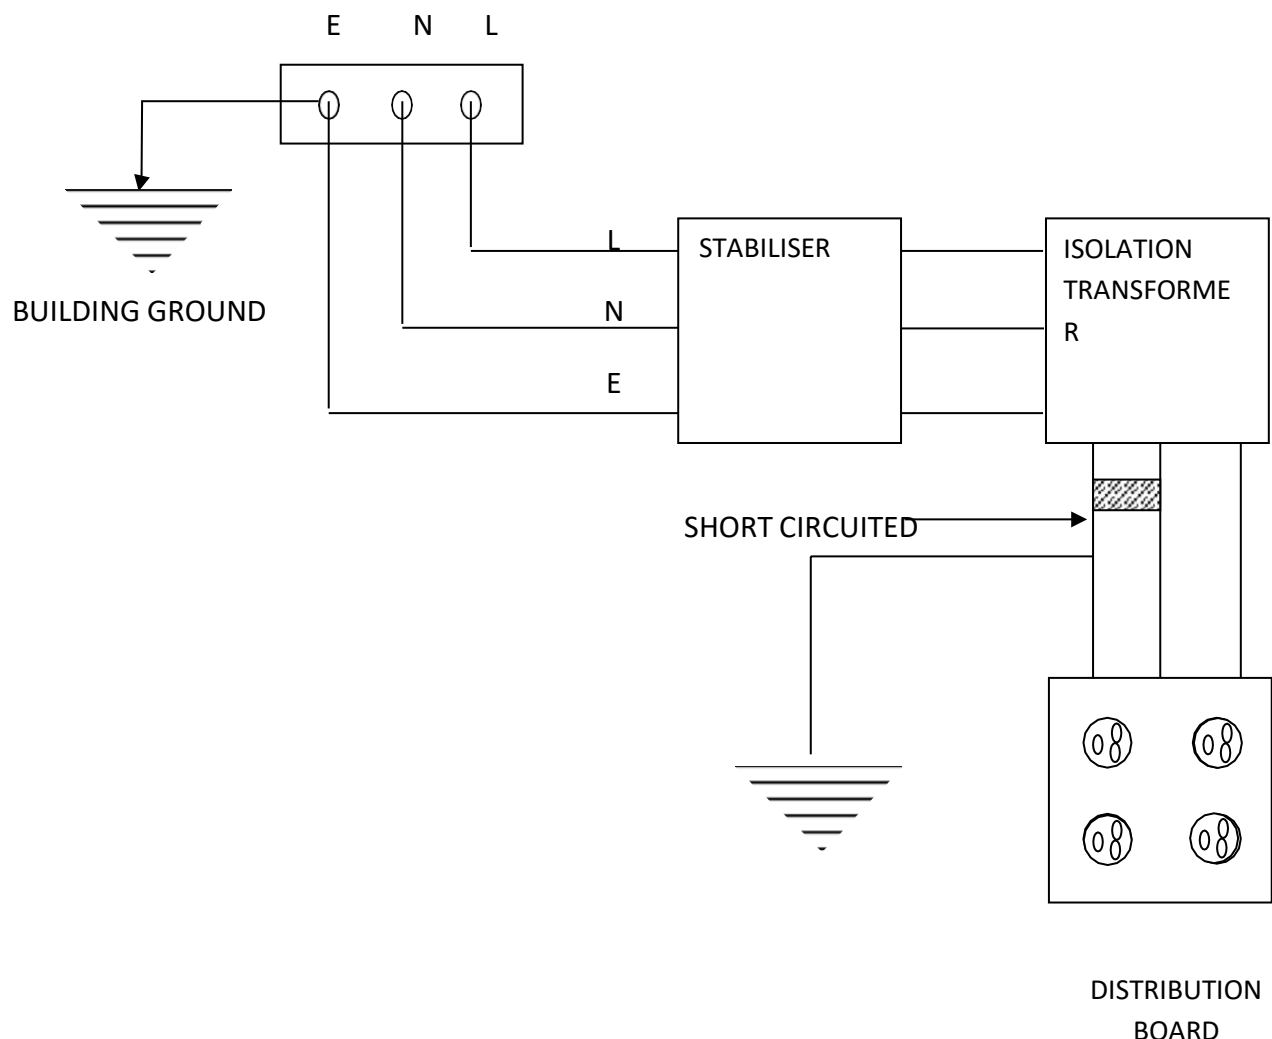 E N L
BUILDING GROUND
L
N
E
STABILISER
ISOLATION
TRANSFORME
R
SHORT CIRCUITED
DISTRIBUTION
BOARD